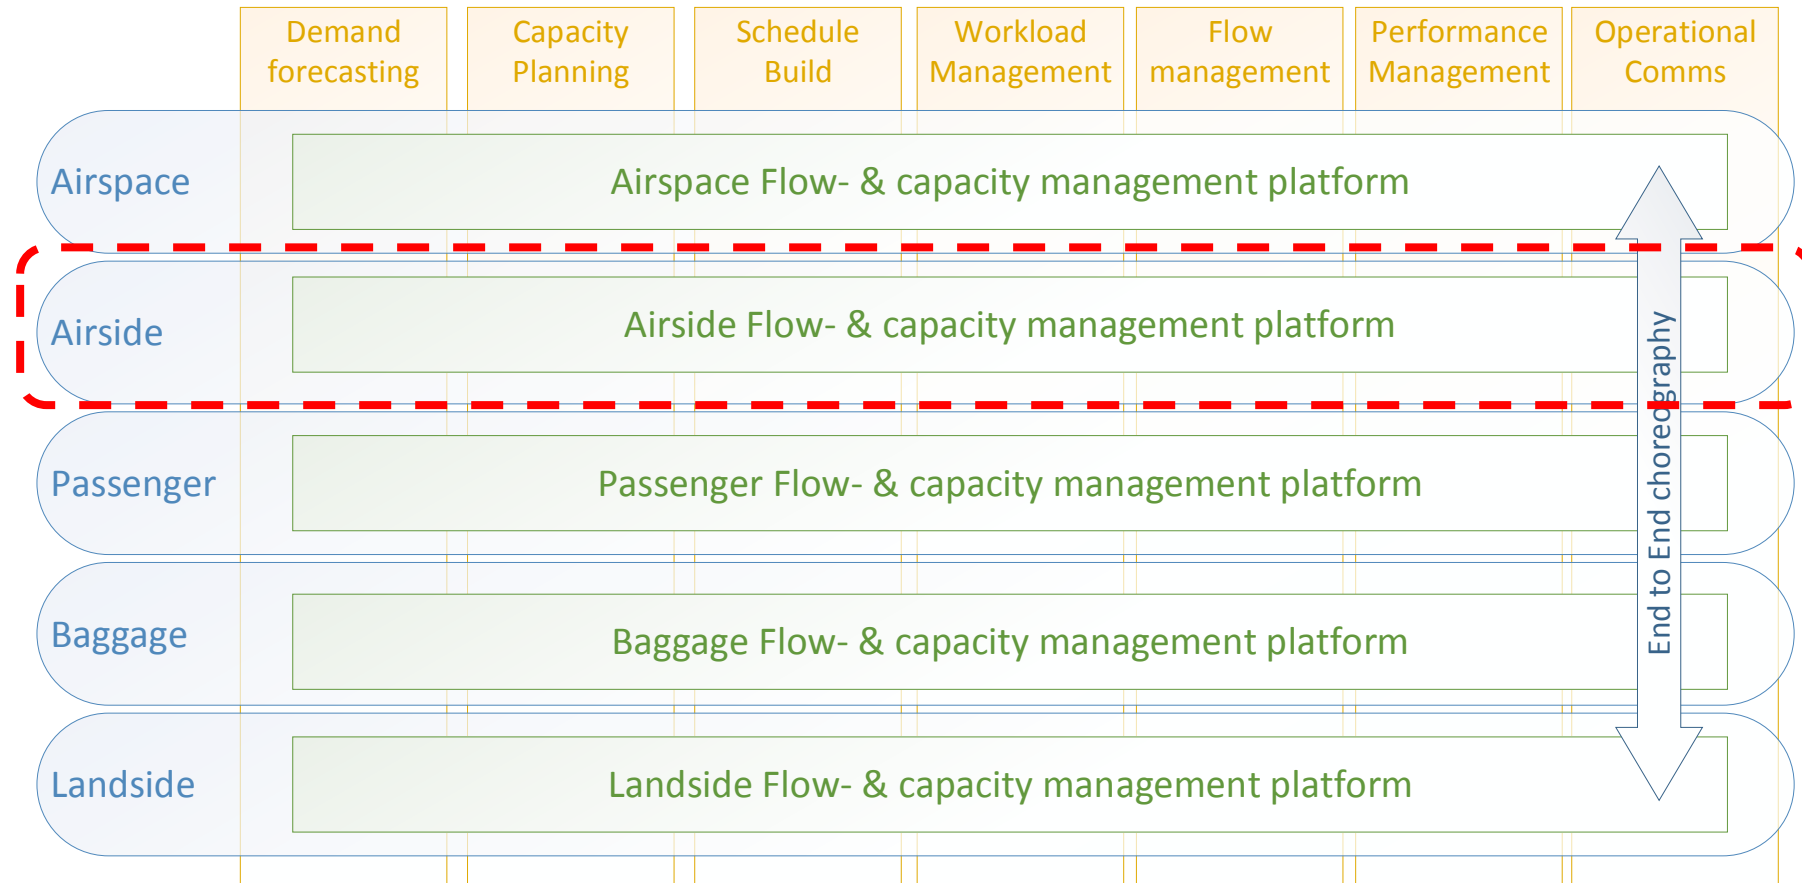 Demand
forecasting
Capacity
Planning
Schedule
Build
Workload
Management
Flow
management
Performance
Management
Operational
Comms
Airspace
Airspace Flow- & capacity management platform
Airside
Airside Flow- & capacity management platform
Passenger
Passenger Flow- & capacity management platform
Baggage
Baggage Flow- & capacity management platform
Landside
Landside Flow- & capacity management platform
End to End choreography